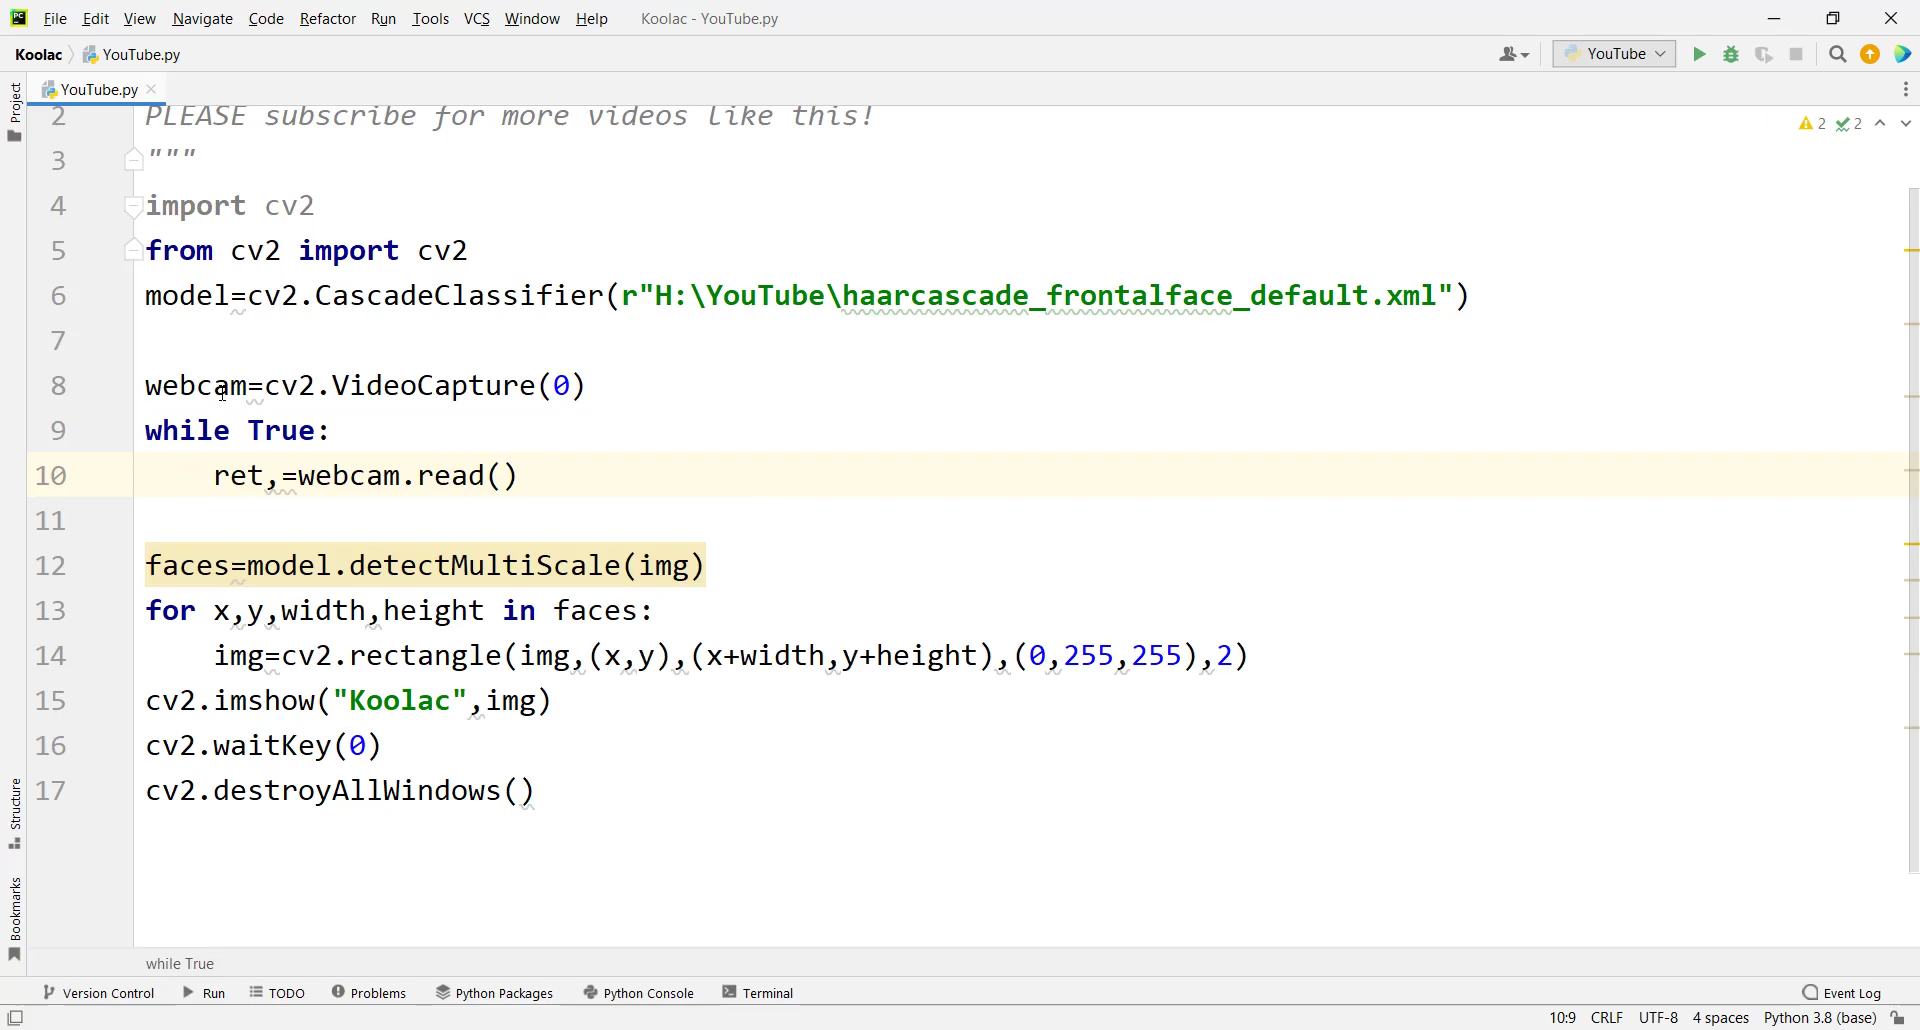 File Edit View Navigate Code Refactor Run Tools VCS Window Help Koolac - YouTube.py
Koolac YouTube.py YouTube
Project YouTube.py
2 PLEASE subscribe for more videos like this! 2 2
3 """
4 import cv2
5 from cv2 import cv2
6 model=cv2.CascadeClassifier(r"H:\YouTube\haarcascade_frontalface_default.xml")
7
8 webcam=cv2.VideoCapture(0)
9 while True:
10 ret,=webcam.read()
11
12 faces=model.detectMultiScale(img)
13 for x,y,width,height in faces:
14 img=cv2.rectangle(img,(x,y),(x+width,y+height),(0,255,255),2)
15 cv2.imshow("Koolac",img)
16 cv2.waitKey(0)
17 cv2.destroyAllWindows()
Structure
Bookmarks
while True
Version Control Run TODO Problems Python Packages Python Console Terminal Event Log
10:9 CRLF UTF-8 4 spaces Python 3.8 (base)